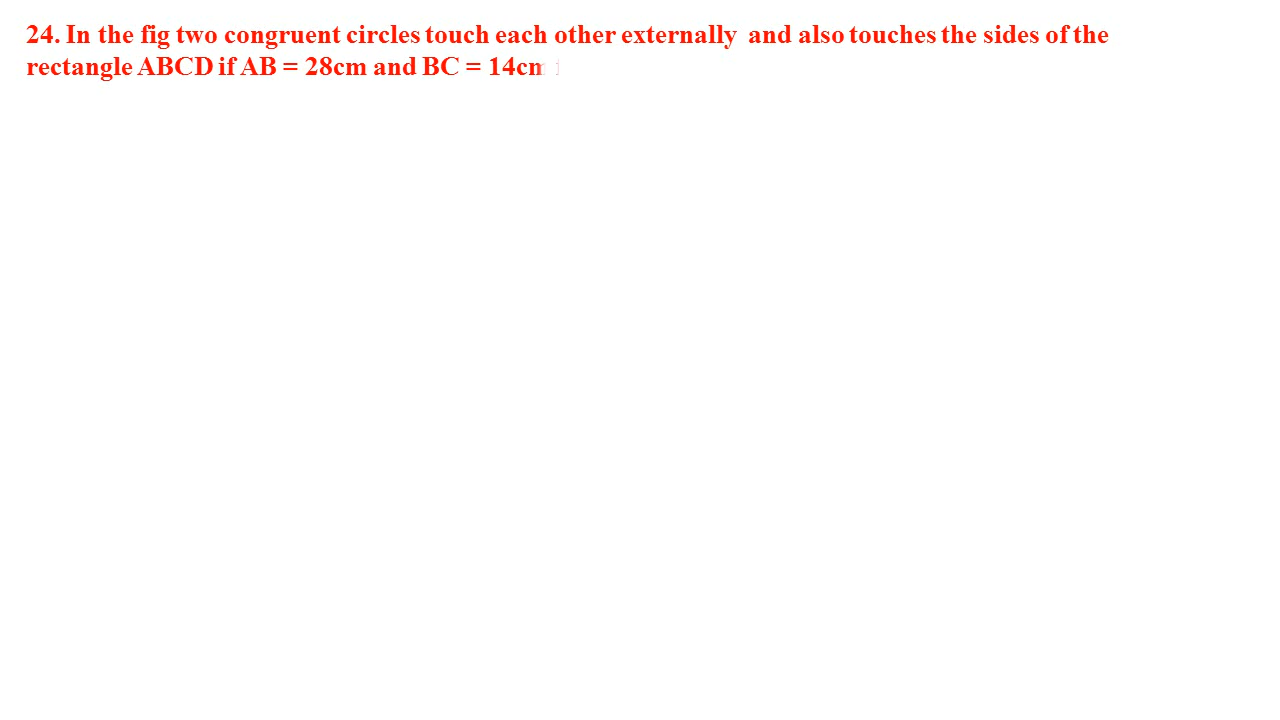 24. In the fig two congruent circles touch each other externally and also touches the sides of the
rectangle ABCD if AB = 28cm and BC = 14cm